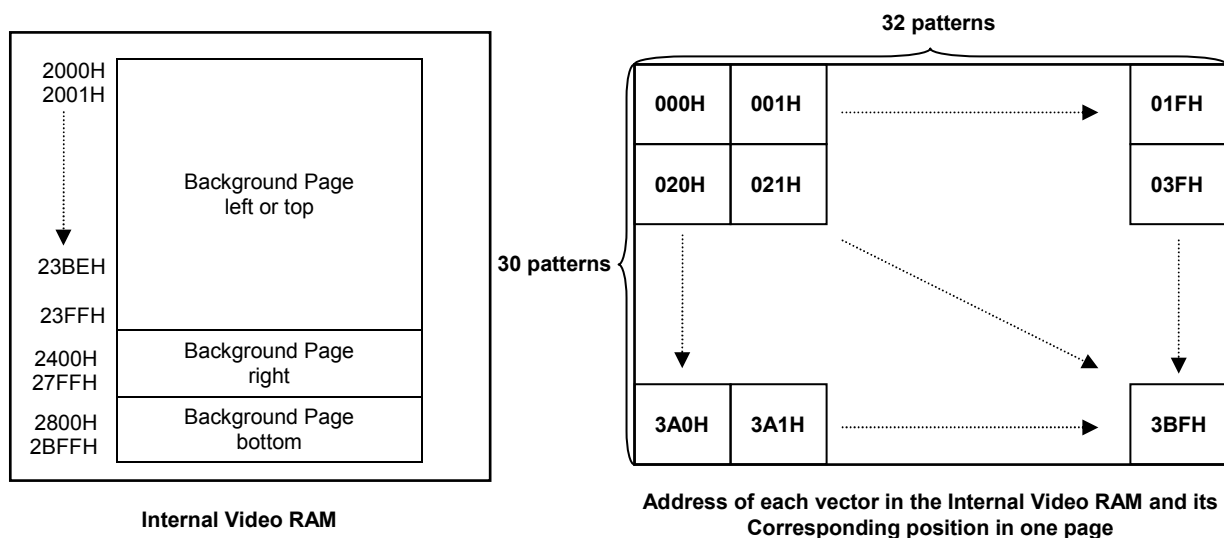 2000H
2001H
23BEH
23FFH
2400H
27FFH
2800H
2BFFH
Background Page
left or top
Background Page
right
Background Page
bottom
Internal Video RAM
32 patterns
30 patterns
000H 001H 01FH
020H 021H 03FH
3A0H 3A1H 3BFH
Address of each vector in the Internal Video RAM and its
Corresponding position in one page